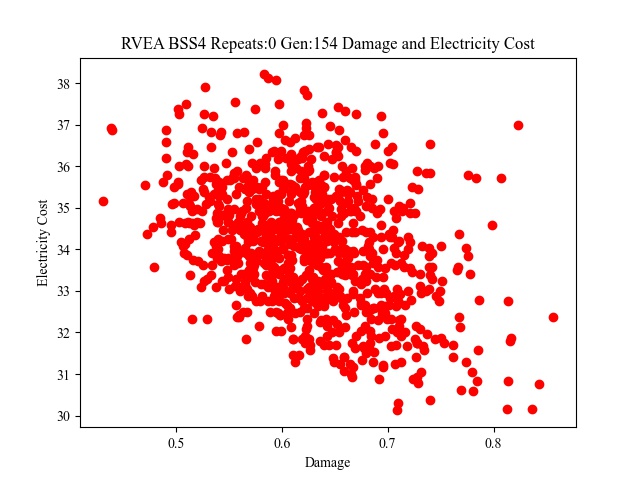 RVEA BSS4 Repeats:0 Gen:154 Damage and Electricity Cost
38
37
36
35
34
33
32
31
30
Electricity Cost
0.5 0.6 0.7 0.8
Damage